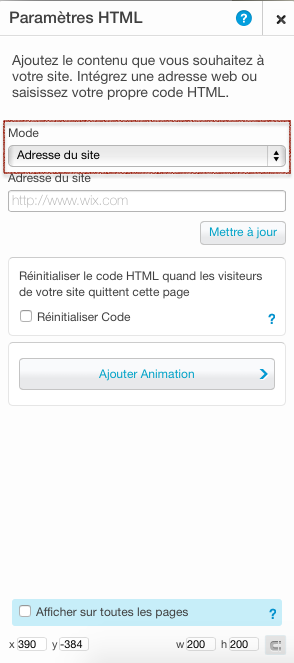 Paramètres HTML ? ×
Ajoutez le contenu que vous souhaitez à
votre site. Intégrez une adresse web ou
saisissez votre propre code HTML.
Mode
Adresse du site
Adresse du site
http://www.wix.com
Mettre à jour
Réinitialiser le code HTML quand les visiteurs
de votre site quittent cette page
Réinitialiser Code ?
Ajouter Animation
Afficher sur toutes les pages ?
x 390 y -384 w 200 h 200